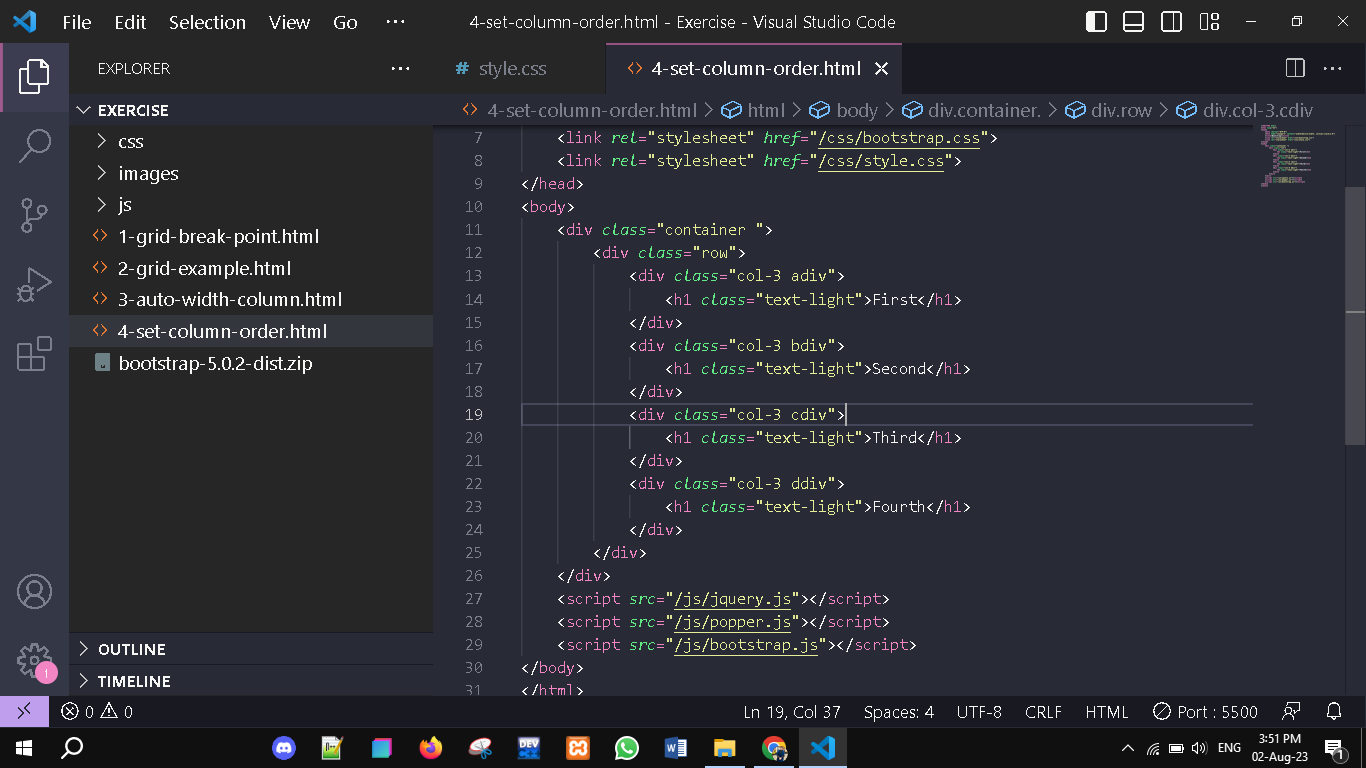 File Edit Selection View Go ··· 4-set-column-order.html - Exercise - Visual Studio Code
EXPLORER ···
style.css 4-set-column-order.html
EXERCISE
css
images
js
1-grid-break-point.html
2-grid-example.html
3-auto-width-column.html
4-set-column-order.html
bootstrap-5.0.2-dist.zip
OUTLINE
TIMELINE
4-set-column-order.html > html > body > div.container. > div.row > div.col-3.cdiv
7 <link rel="stylesheet" href="/css/bootstrap.css">
8 <link rel="stylesheet" href="/css/style.css">
9 </head>
10 <body>
11 <div class="container ">
12 <div class="row">
13 <div class="col-3 adiv">
14 <h1 class="text-light">First</h1>
15 </div>
16 <div class="col-3 bdiv">
17 <h1 class="text-light">Second</h1>
18 </div>
19 <div class="col-3 cdiv">
20 <h1 class="text-light">Third</h1>
21 </div>
22 <div class="col-3 ddiv">
23 <h1 class="text-light">Fourth</h1>
24 </div>
25 </div>
26 </div>
27 <script src="/js/jquery.js"></script>
28 <script src="/js/popper.js"></script>
29 <script src="/js/bootstrap.js"></script>
30 </body>
31 </html>
1
0 0 Ln 19, Col 37 Spaces: 4 UTF-8 CRLF HTML Port : 5500
DEV
W
ENG
3:51 PM
02-Aug-23
1